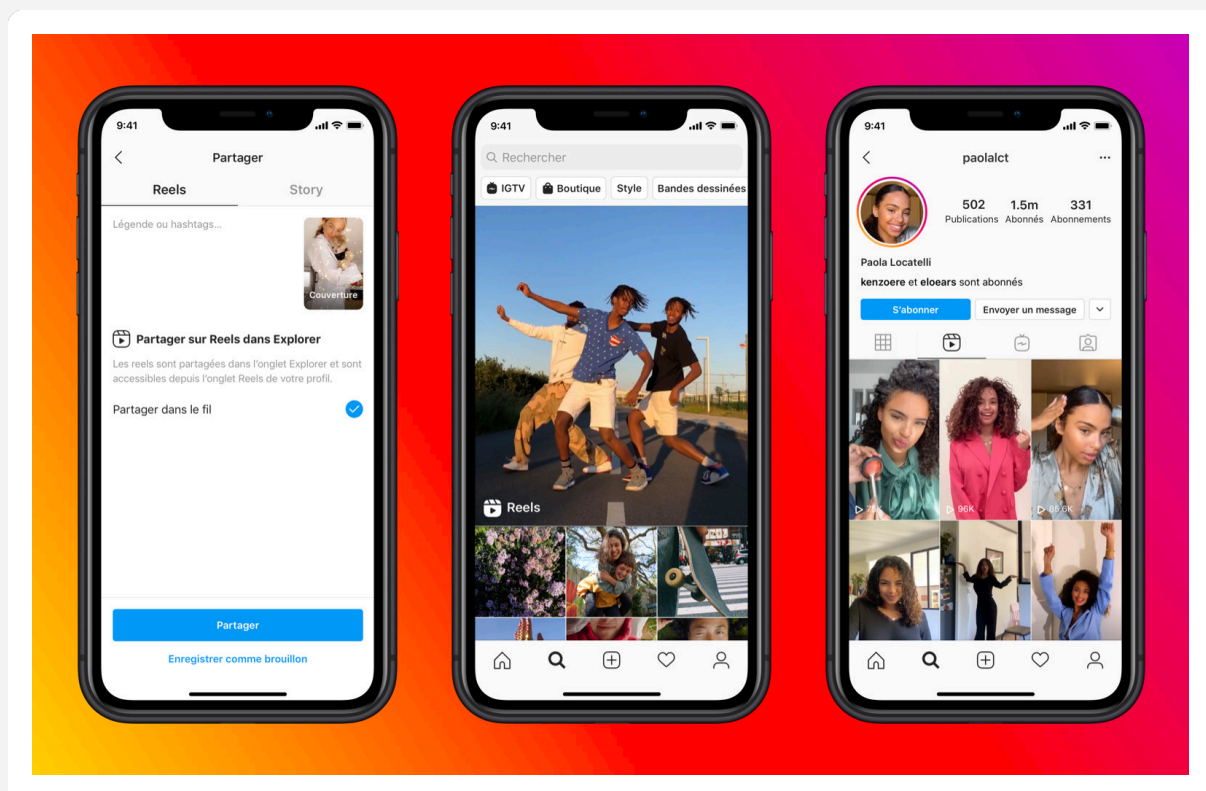 9:41
Partager
Reels
Story
Légende ou hashtags...
Couverture
Partager sur Reels dans Explorer
Les reels sont partagées dans l'onglet Explorer et sont
accessibles depuis l'onglet Reels de votre profil.
Partager dans le fil
Partager
Enregistrer comme brouillon
9:41
Rechercher
IGTV
Boutique
Style
Bandes dessinées
Reels
9:41
paolalct
502 1.5m 331
Publications Abonnés Abonnements
Paola Locatelli
kenzoere et eloears sont abonnés
S'abonner
Envoyer un message
96K
85,6K